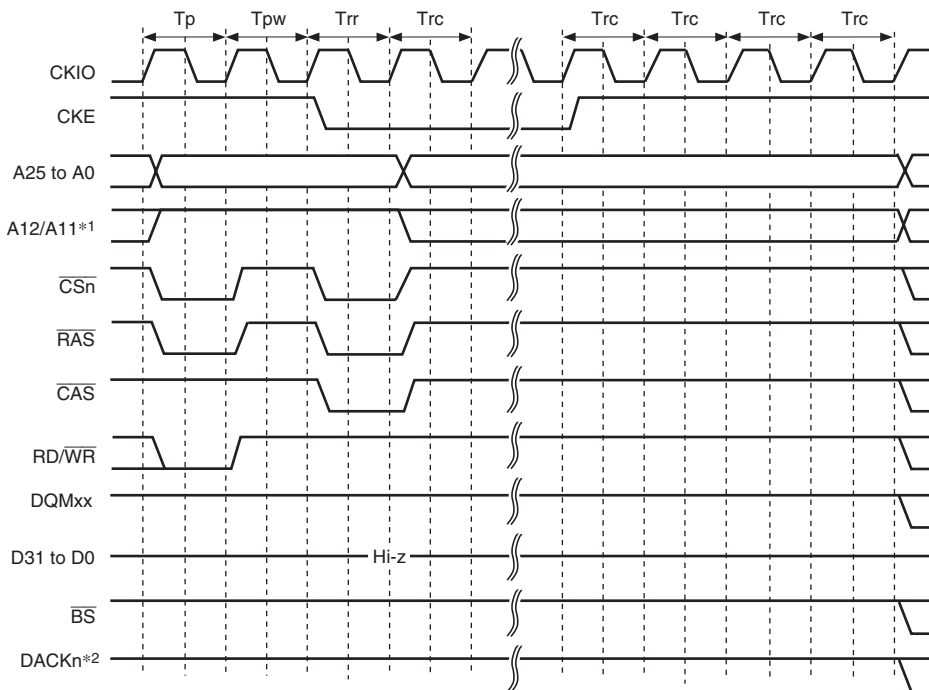 Tp Tpw Trr Trc Trc Trc Trc Trc
CKIO
CKE
A25 to A0
A12/A11*1
CSn
RAS
CAS
RD/WR
DQMxx
D31 to D0 Hi-z
BS
DACKn*2